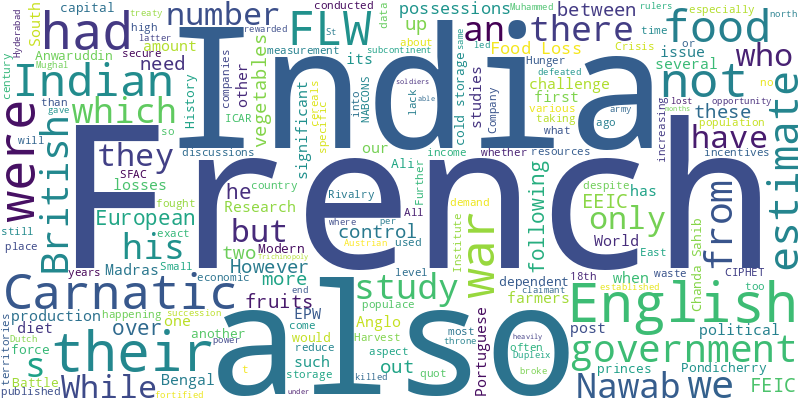 India
French
also
had
number
FLW
an
there
food
possessions
between
who
capital
conducted
especially
north
Muhammed
rulers
Hyderabad
South
Mughal
century
Anwaruddin
high
amount
treaty
latter
rewarded
St
data
up
its
about
subcontinent
led
same
Food Loss
measurement
Crisis
time
or
issue
several
Indian
which
secure
need
than
gave
so
will
ICAR
History
companies
other
vegetables
significant
cereals
specific
into
NABCONS
lack
able
soldiers
cold storage
Hunger
defeated
studies
Company
challenge
first
various
taking
what
ago
army
not
no
population
these
have
increasing
lost
opportunity
months
incentives
estimate
were
British
they
SFAC
losses
discussions
he
country
Research
our
Ali
Further
income
whether
resources
has
despite
EEIC
only
from
following
demand
Institute
war
European
his
but
two
Modern
However
more
Rivalry
where
per
All
Austrian
used
control
trichinopoly
level
World
East
established
claimant
Chanda Sahib
CIPHET
when
18th
waste
still
place
fought
exact
Madras
years
Small
economic
fruits
Carnatic
study
populace
dependent
farmers
English
government
production
happening
succession
end
diet
over
one
another
EPW
come
would
reduce
such
storage
Harvest
Anglo
aspect
often
out
quot
Portuguese
most
throne
Dupleix
broke
heavily
post
political
princes
Pondicherry
too
territories
Dutch
s
force
Battle
published
their
While
Bengal
power
fortified
t
under
killed
Nawab
we
FEIC